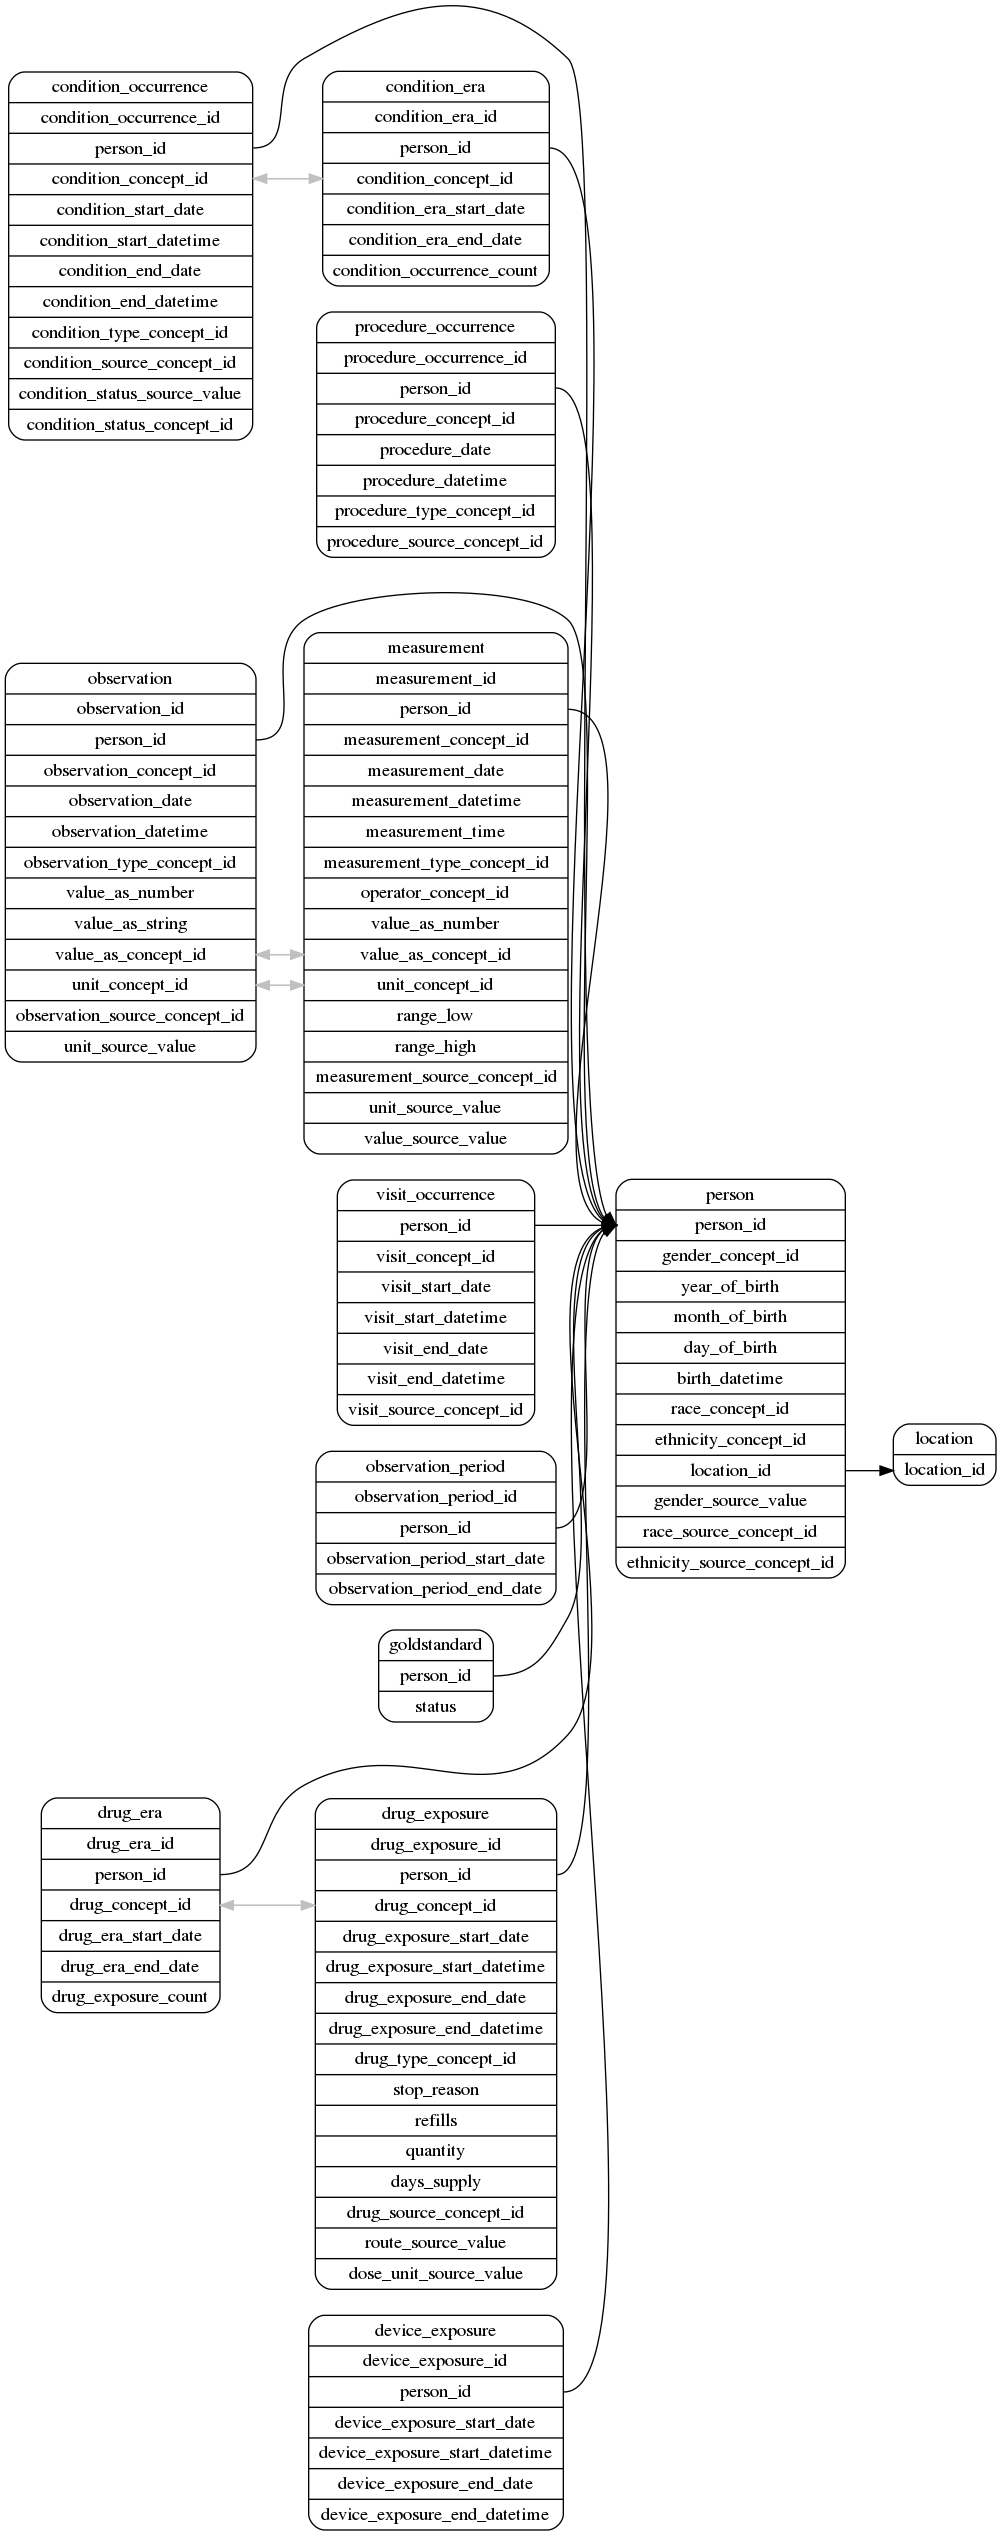 condition_occurrence
condition_occurrence_id
person_id
condition_concept_id
condition_start_date
condition_start_datetime
condition_end_date
condition_end_datetime
condition_type_concept_id
condition_source_concept_id
condition_status_source_value
condition_status_concept_id
condition_era
condition_era_id
person_id
condition_concept_id
condition_era_start_date
condition_era_end_date
condition_occurrence_count
procedure_occurrence
procedure_occurrence_id
person_id
procedure_concept_id
procedure_date
procedure_datetime
procedure_type_concept_id
procedure_source_concept_id
observation
observation_id
person_id
observation_concept_id
observation_date
observation_datetime
observation_type_concept_id
value_as_number
value_as_string
value_as_concept_id
unit_concept_id
observation_source_concept_id
unit_source_value
measurement
measurement_id
person_id
measurement_concept_id
measurement_date
measurement_datetime
measurement_time
measurement_type_concept_id
operator_concept_id
value_as_number
value_as_concept_id
unit_concept_id
range_low
range_high
measurement_source_concept_id
unit_source_value
value_source_value
visit_occurrence
person_id
visit_concept_id
visit_start_date
visit_start_datetime
visit_end_date
visit_end_datetime
visit_source_concept_id
person
person_id
gender_concept_id
year_of_birth
month_of_birth
day_of_birth
birth_datetime
race_concept_id
ethnicity_concept_id
location_id
gender_source_value
race_source_concept_id
ethnicity_source_concept_id
location
location_id
observation_period
observation_period_id
person_id
observation_period_start_date
observation_period_end_date
goldstandard
person_id
status
drug_era
drug_era_id
person_id
drug_concept_id
drug_era_start_date
drug_era_end_date
drug_exposure_count
drug_exposure
drug_exposure_id
person_id
drug_concept_id
drug_exposure_start_date
drug_exposure_start_datetime
drug_exposure_end_date
drug_exposure_end_datetime
drug_type_concept_id
stop_reason
refills
quantity
days_supply
drug_source_concept_id
route_source_value
dose_unit_source_value
device_exposure
device_exposure_id
person_id
device_exposure_start_date
device_exposure_start_datetime
device_exposure_end_date
device_exposure_end_datetime